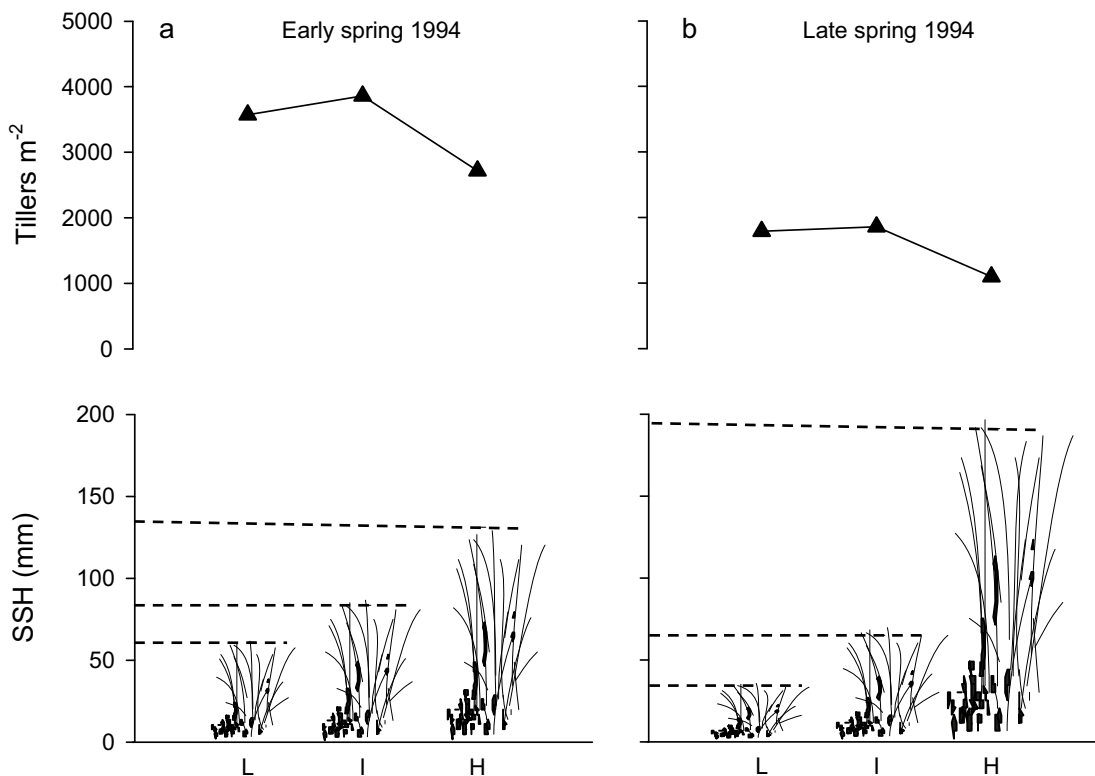 a Early spring 1994
b Late spring 1994
Tillers m⁻²
5000
4000
3000
2000
1000
0
SSH (mm)
200
150
100
50
0
L I H
L I H